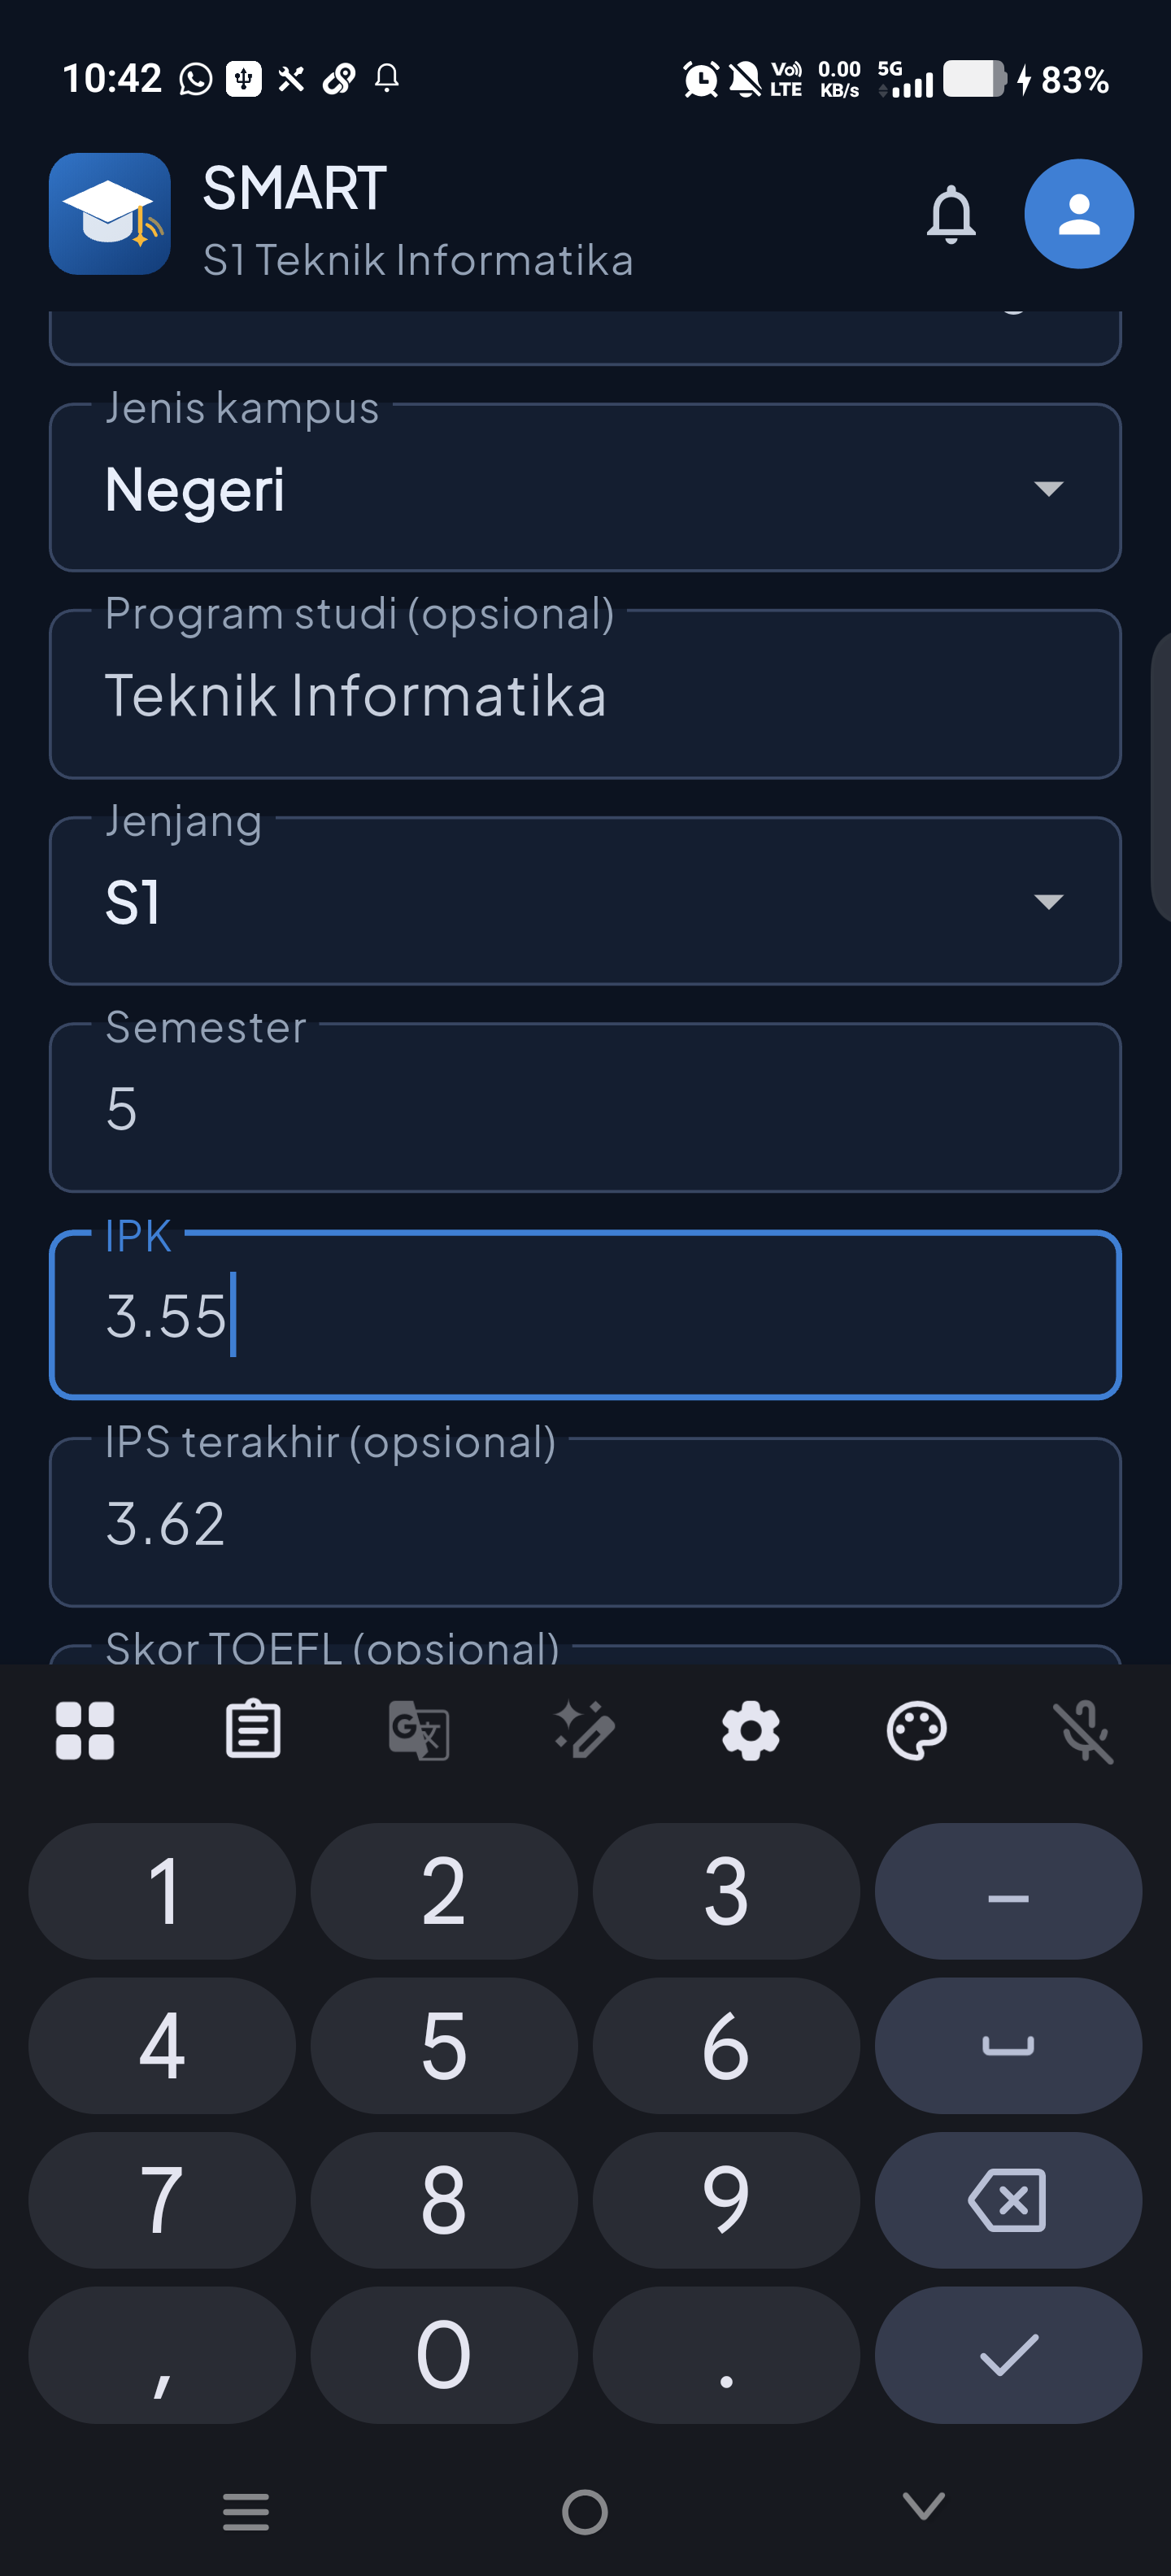 10:42
Vo)) LTE
0.00 KB/s
5G
83%
SMART
S1 Teknik Informatika
Jenis kampus
Negeri
Program studi (opsional)
Teknik Informatika
Jenjang
S1
Semester
5
IPK
3.55
IPS terakhir (opsional)
3.62
Skor TOEFL (opsional)
1 2 3 –
4 5 6
7 8 9
, 0 .